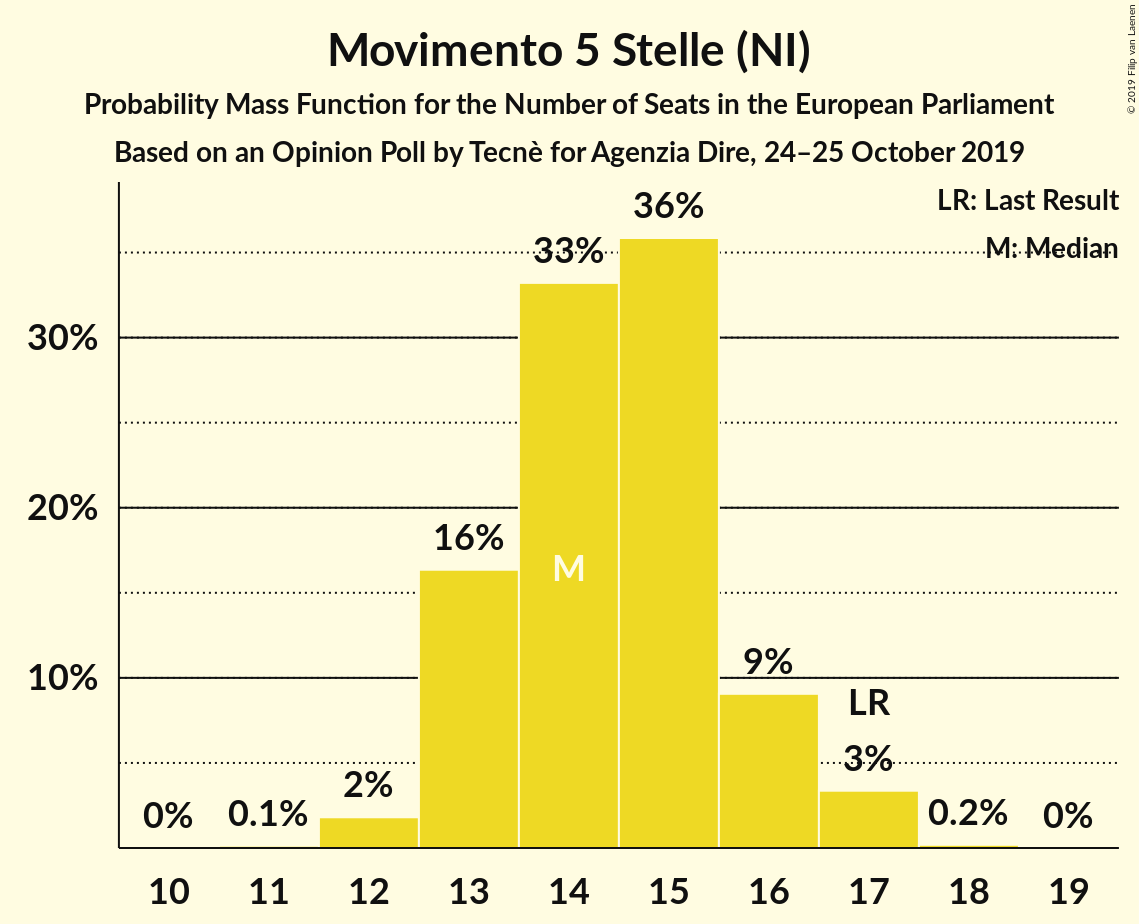 Movimento 5 Stelle (NI)
Probability Mass Function for the Number of Seats in the European Parliament
Based on an Opinion Poll by Tecnè for Agenzia Dire, 24–25 October 2019
© 2019 Filip van Laenen
LR: Last Result
M: Median
36%
33%
30%
20%
16%
M
10%
9%
LR
3%
2%
0%
0.1%
0.2%
0%
10 11 12 13 14 15 16 17 18 19